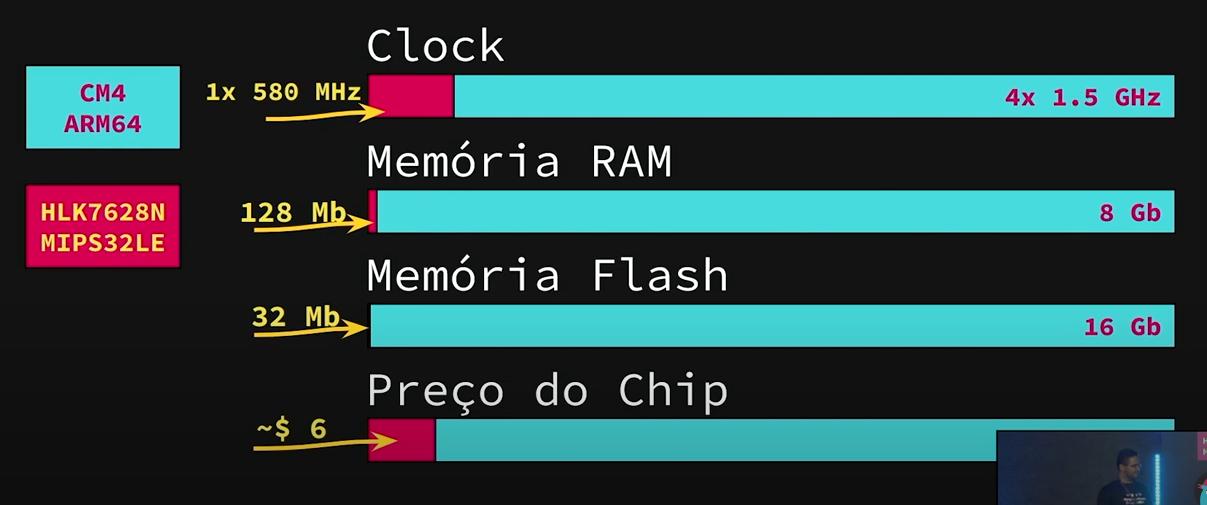 Clock
CM4
ARM64
1x 580 MHz
4x 1.5 GHz
Memória RAM
HLK7628N
MIPS32LE
128 Mb
8 Gb
Memória Flash
32 Mb
16 Gb
Preço do Chip
~$ 6